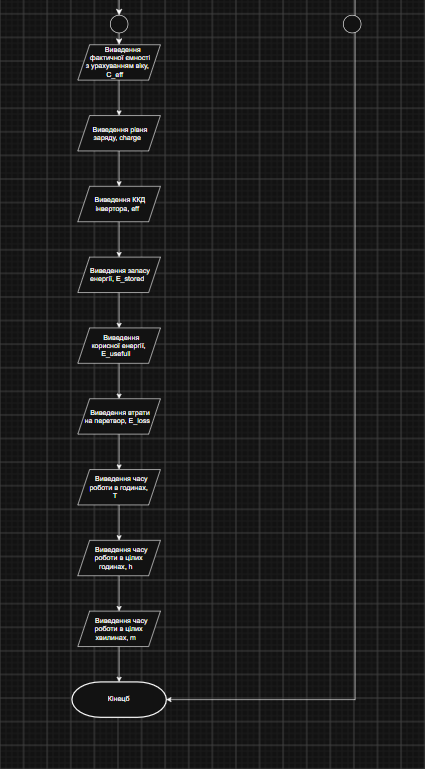 Виведення
фактичної ємності
з урахуванням віку,
C_eff
Виведення рівня
заряду, charge
Виведення ККД
інвертора, eff
Виведення запасу
енергії, E_stored
Виведення
корисної енергії,
E_usefull
Виведення втрати
на перетвор, E_loss
Виведення часу
роботи в годинах,
T
Виведення часу
роботи в цілих
годинах, h
Виведення часу
роботи в цілих
хвилинах, m
Кінецб